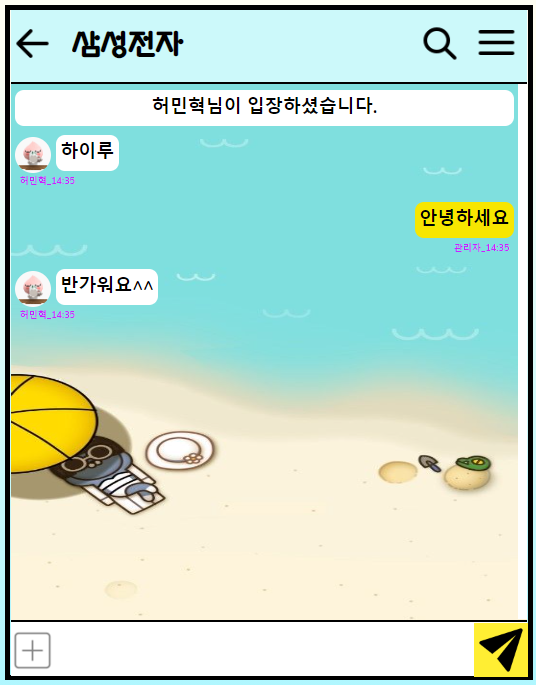 삼성전자
허민혁님이 입장하셨습니다.
하이루
허민혁_14:35
안녕하세요
관리자_14:35
반가워요^^
허민혁_14:35